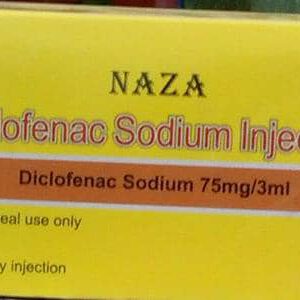 NAZA
lofenac Sodium Injec
Diclofenac Sodium 75mg/3ml
eal use only
y injection